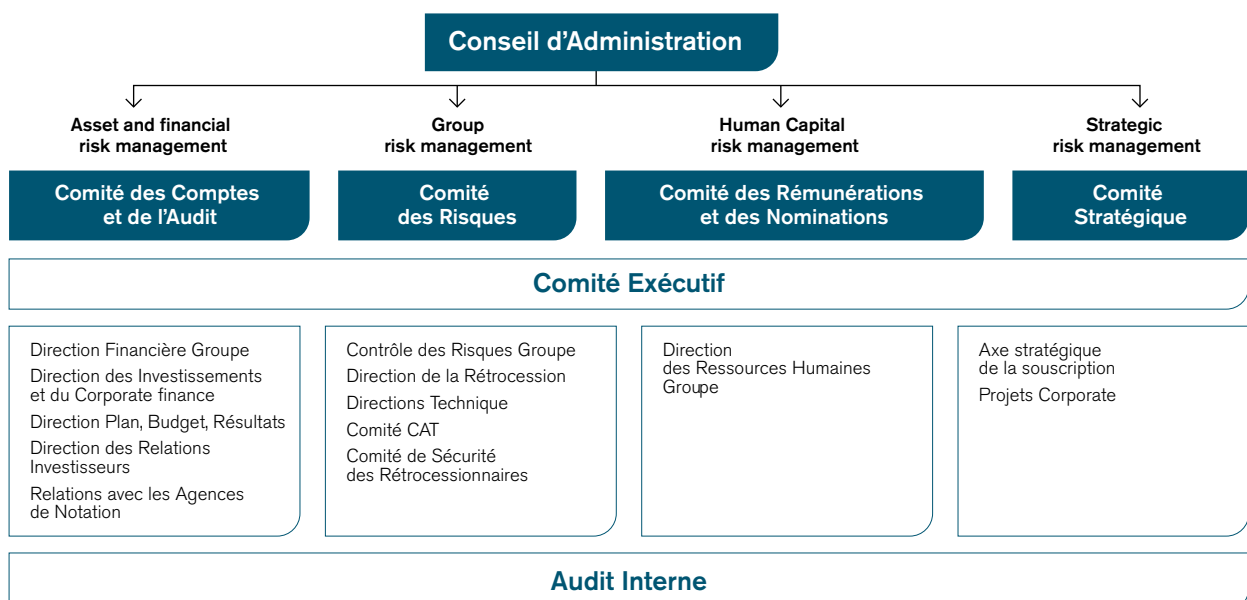 Conseil d'Administration
Asset and financial
risk management
Group
risk management
Human Capital
risk management
Strategic
risk management
Comité des Comptes
et de l'Audit
Comité
des Risques
Comité des Rémunérations
et des Nominations
Comité
Stratégique
Comité Exécutif
Direction Financière Groupe
Direction des Investissements
et du Corporate finance
Direction Plan, Budget, Résultats
Direction des Relations
Investisseurs
Relations avec les Agences
de Notation
Contrôle des Risques Groupe
Direction de la Rétrocession
Directions Technique
Comité CAT
Comité de Sécurité
des Rétrocessionnaires
Direction
des Ressources Humaines
Groupe
Axe stratégique
de la souscription
Projets Corporate
Audit Interne